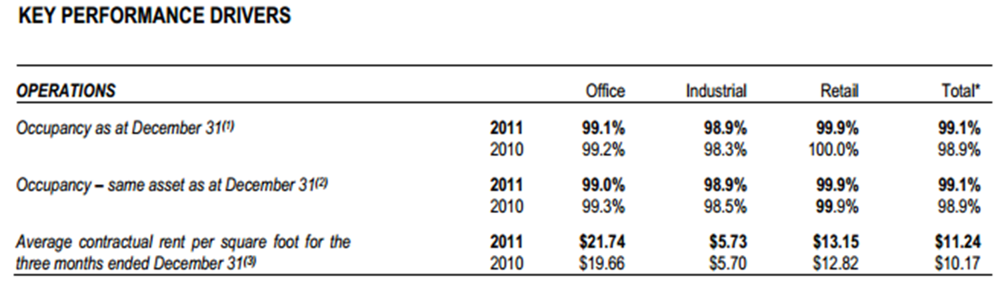 KEY PERFORMANCE DRIVERS
OPERATIONS Office Industrial Retail Total*
Occupancy as at December 31(1) 2011 99.1% 98.9% 99.9% 99.1%
2010 99.2% 98.3% 100.0% 98.9%
Occupancy – same asset as at December 31(2) 2011 99.0% 98.9% 99.9% 99.1%
2010 99.3% 98.5% 99.9% 98.9%
Average contractual rent per square foot for the 2011 $21.74 $5.73 $13.15 $11.24
three months ended December 31(3) 2010 $19.66 $5.70 $12.82 $10.17